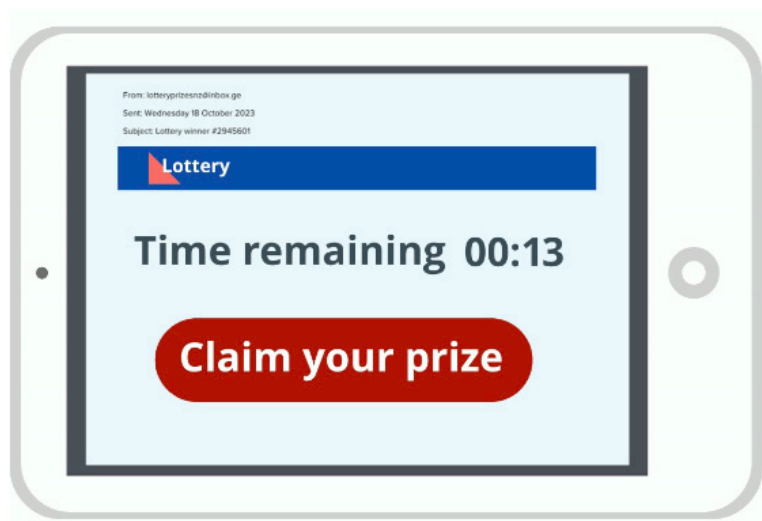 From: lotteryprizesnz@inbox.ge
Sent: Wednesday 18 October 2023
Subject: Lottery winner #2945601
Lottery
Time remaining 00:13
Claim your prize